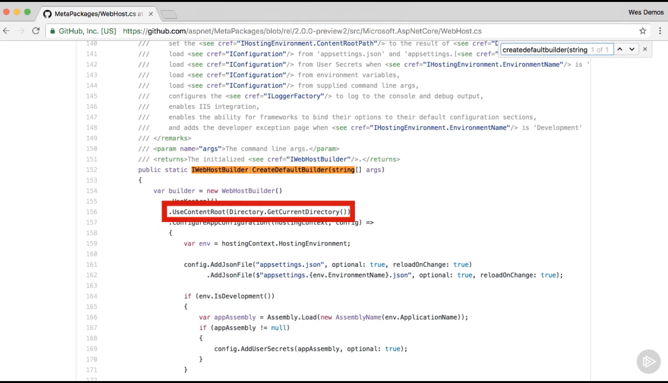 MetaPackages/WebHost.cs at
Wes Demos
GitHub, Inc. [US]
https://github.com/aspnet/MetaPackages/blob/rel/2.0.0-preview2/src/Microsoft.AspNetCore/WebHost.cs
createdefaultbuilder(string 1 of 1
140 /// set the <see cref="IHostingEnvironment.ContentRootPath"/> to the result of <see cref="
141 /// load <see cref="IConfiguration"/> from 'appsettings.json' and 'appsettings.[<see cref=
142 /// load <see cref="IConfiguration"/> from User Secrets when <see cref="IHostingEnvironment.EnvironmentName"/> is '
143 /// load <see cref="IConfiguration"/> from environment variables,
144 /// load <see cref="IConfiguration"/> from supplied command line args,
145 /// configures the <see cref="ILoggerFactory"/> to log to the console and debug output,
146 /// enables IIS integration,
147 /// enables the ability for frameworks to bind their options to their default configuration sections,
148 /// and adds the developer exception page when <see cref="IHostingEnvironment.EnvironmentName"/> is 'Development'
149 /// </remarks>
150 /// <param name="args">The command line args.</param>
151 /// <returns>The initialized <see cref="IWebHostBuilder"/>.</returns>
152 public static IWebHostBuilder CreateDefaultBuilder(string[] args)
153 {
154 var builder = new WebHostBuilder()
155 .UseKestrel()
156 .UseContentRoot(Directory.GetCurrentDirectory())
157 .ConfigureAppConfiguration((hostingContext, config) =>
158 {
159 var env = hostingContext.HostingEnvironment;
160
161 config.AddJsonFile("appsettings.json", optional: true, reloadOnChange: true)
162 .AddJsonFile($"appsettings.{env.EnvironmentName}.json", optional: true, reloadOnChange: true);
163
164 if (env.IsDevelopment())
165 {
166 var appAssembly = Assembly.Load(new AssemblyName(env.ApplicationName));
167 if (appAssembly != null)
168 {
169 config.AddUserSecrets(appAssembly, optional: true);
170 }
171 }